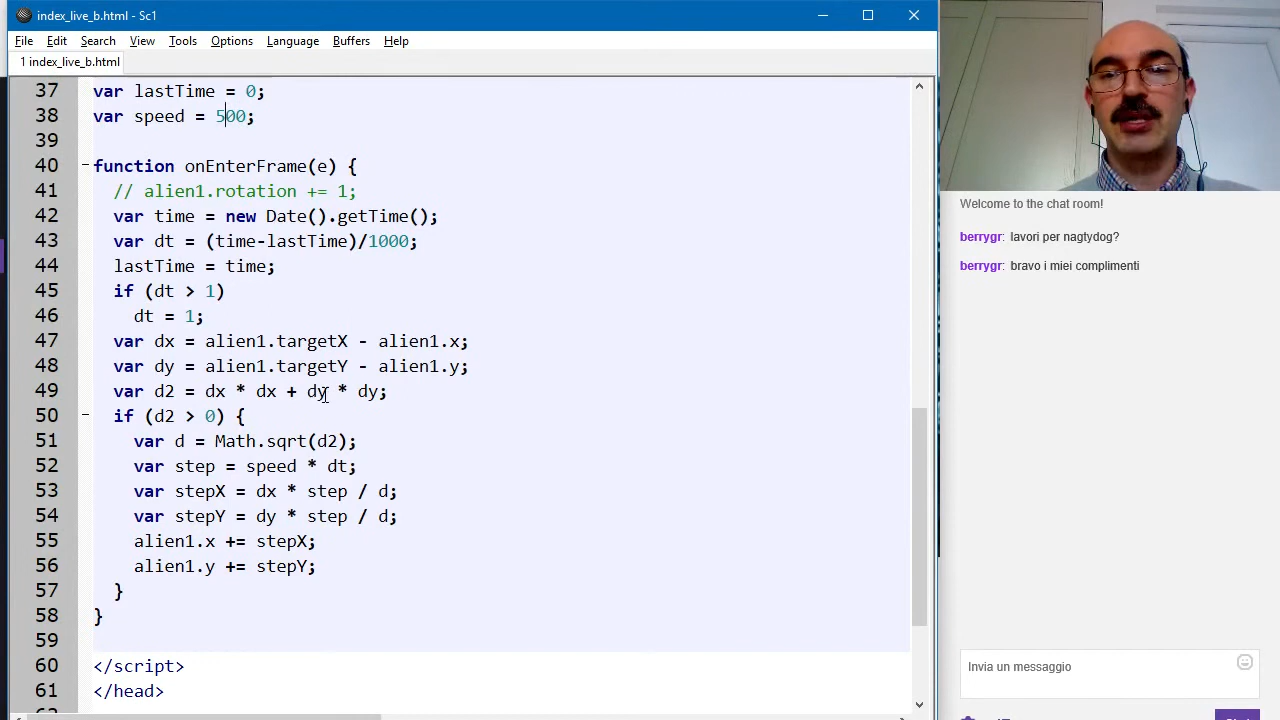 index_live_b.html - Sc1
File Edit Search View Tools Options Language Buffers Help
1 index_live_b.html
37 var lastTime = 0;
38 var speed = 500;
39
40 function onEnterFrame(e) {
41 // alien1.rotation += 1;
42 var time = new Date().getTime();
43 var dt = (time-lastTime)/1000;
44 lastTime = time;
45 if (dt > 1)
46 dt = 1;
47 var dx = alien1.targetX - alien1.x;
48 var dy = alien1.targetY - alien1.y;
49 var d2 = dx * dx + dy * dy;
50 if (d2 > 0) {
51 var d = Math.sqrt(d2);
52 var step = speed * dt;
53 var stepX = dx * step / d;
54 var stepY = dy * step / d;
55 alien1.x += stepX;
56 alien1.y += stepY;
57 }
58 }
59
60 </script>
61 </head>
Welcome to the chat room!
berrygr: lavori per nagtydog?
berrygr: bravo i miei complimenti
Invia un messaggio